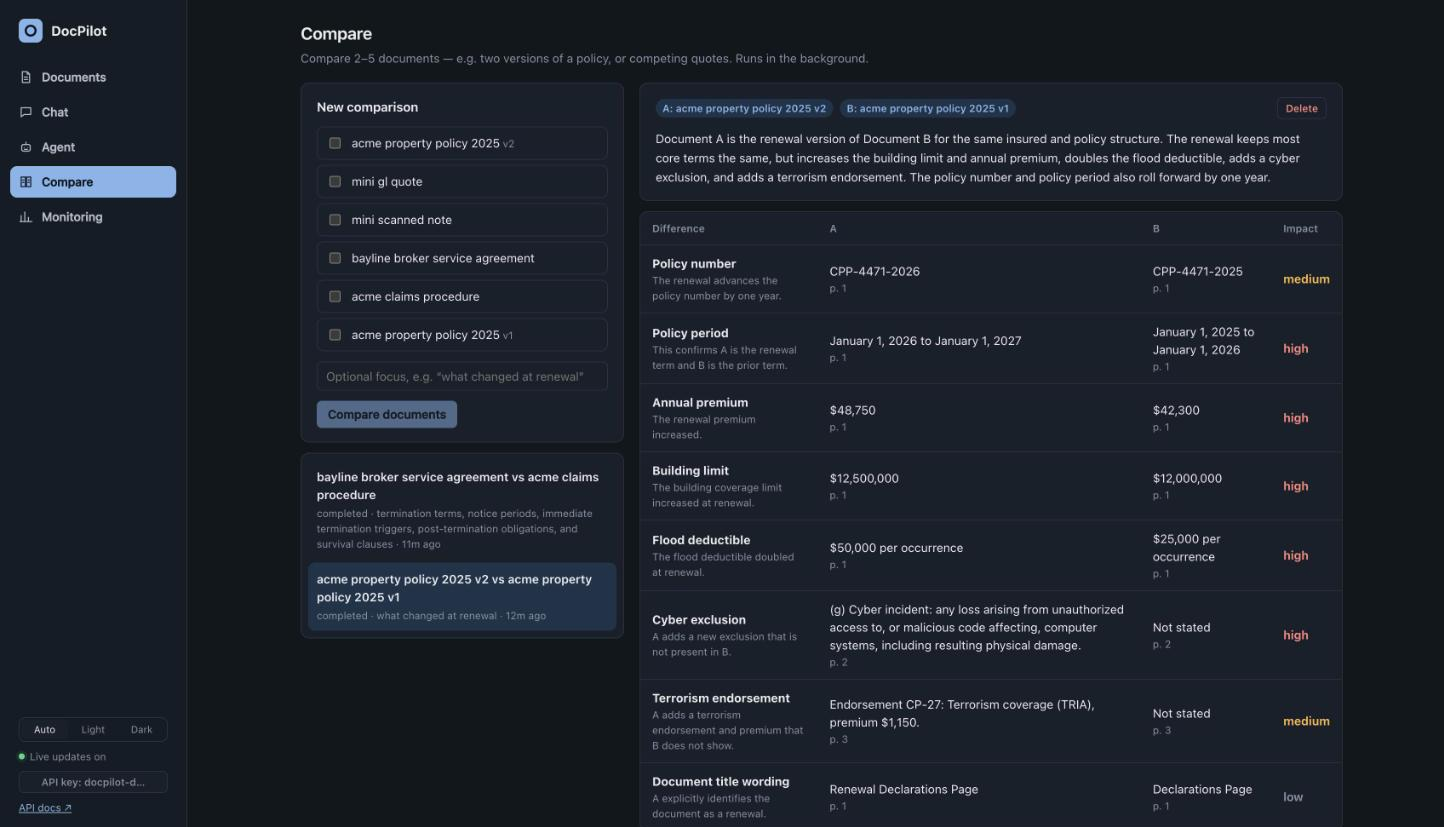 DocPilot
Documents
Chat
Agent
Compare
Monitoring
Auto Light Dark
Live updates on
API key: docpilot-d...
API docs ↗
Compare
Compare 2–5 documents — e.g. two versions of a policy, or competing quotes. Runs in the background.
New comparison
acme property policy 2025 v2
mini gl quote
mini scanned note
bayline broker service agreement
acme claims procedure
acme property policy 2025 v1
Optional focus, e.g. “what changed at renewal”
Compare documents
bayline broker service agreement vs acme claims
procedure
completed · termination terms, notice periods, immediate
termination triggers, post-termination obligations, and
survival clauses · 11m ago
acme property policy 2025 v2 vs acme property
policy 2025 v1
completed · what changed at renewal · 12m ago
A: acme property policy 2025 v2 B: acme property policy 2025 v1 Delete
Document A is the renewal version of Document B for the same insured and policy structure. The renewal keeps most
core terms the same, but increases the building limit and annual premium, doubles the flood deductible, adds a cyber
exclusion, and adds a terrorism endorsement. The policy number and policy period also roll forward by one year.
Difference A B Impact
Policy number
The renewal advances the
policy number by one year.
CPP-4471-2026
p. 1
CPP-4471-2025
p. 1
medium
Policy period
This confirms A is the renewal
term and B is the prior term.
January 1, 2026 to January 1, 2027
p. 1
January 1, 2025 to
January 1, 2026
p. 1
high
Annual premium
The renewal premium
increased.
$48,750
p. 1
$42,300
p. 1
high
Building limit
The building coverage limit
increased at renewal.
$12,500,000
p. 1
$12,000,000
p. 1
high
Flood deductible
The flood deductible doubled
at renewal.
$50,000 per occurrence
p. 1
$25,000 per
occurrence
p. 1
high
Cyber exclusion
A adds a new exclusion that is
not present in B.
(g) Cyber incident: any loss arising from unauthorized
access to, or malicious code affecting, computer
systems, including resulting physical damage.
p. 2
Not stated
p. 2
high
Terrorism endorsement
A adds a terrorism
endorsement and premium that
B does not show.
Endorsement CP-27: Terrorism coverage (TRIA),
premium $1,150.
p. 3
Not stated
p. 3
medium
Document title wording
A explicitly identifies the
document as a renewal.
Renewal Declarations Page
p. 1
Declarations Page
p. 1
low